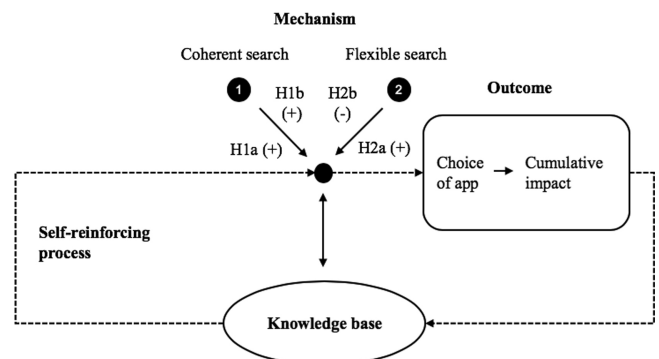 Mechanism
Coherent search
Flexible search
1
2
H1b
(+)
H2b
(-)
H1a (+)
H2a (+)
Outcome
Choice
of app
Cumulative
impact
Self-reinforcing
process
Knowledge base